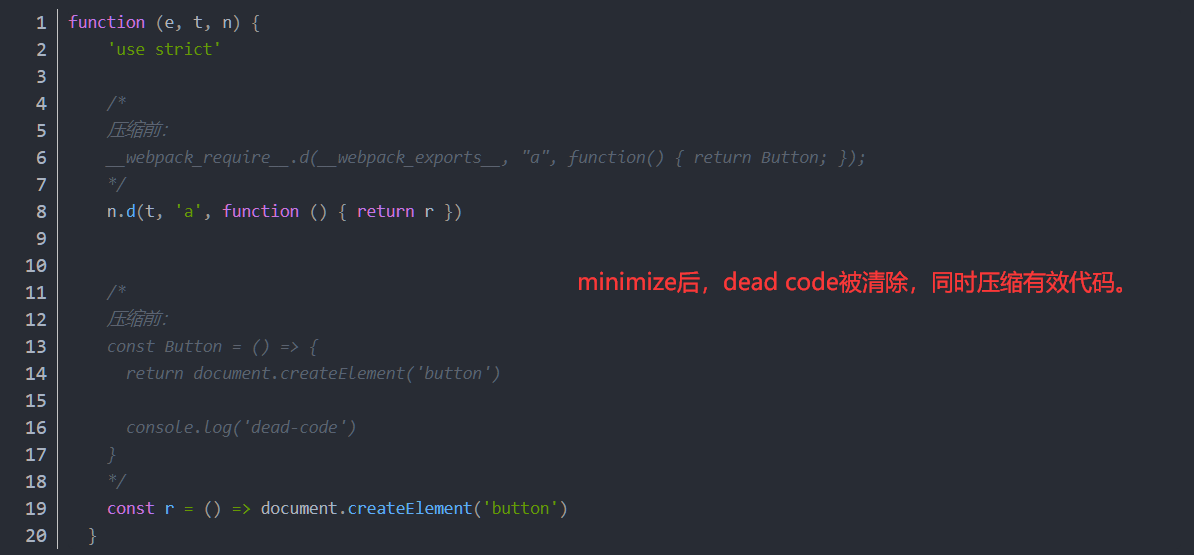 1 function (e, t, n) {
2     'use strict'
3
4     /*
5     压缩前:
6     __webpack_require__.d(__webpack_exports__, "a", function() { return Button; });
7     */
8     n.d(t, 'a', function () { return r })
9
10
minimize后，dead code被清除，同时压缩有效代码。
11     /*
12     压缩前:
13     const Button = () => {
14       return document.createElement('button')
15
16       console.log('dead-code')
17     }
18     */
19     const r = () => document.createElement('button')
20   }